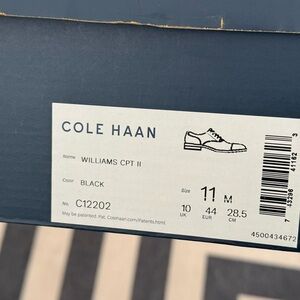 COLE HAAN
Name WILLIAMS CPT II
Color BLACK
No. C12202
Size 11 M
10 44 28.5
UK EUR CM
May be patented. Pat. Colehaan.com/Patents.html
4500434672